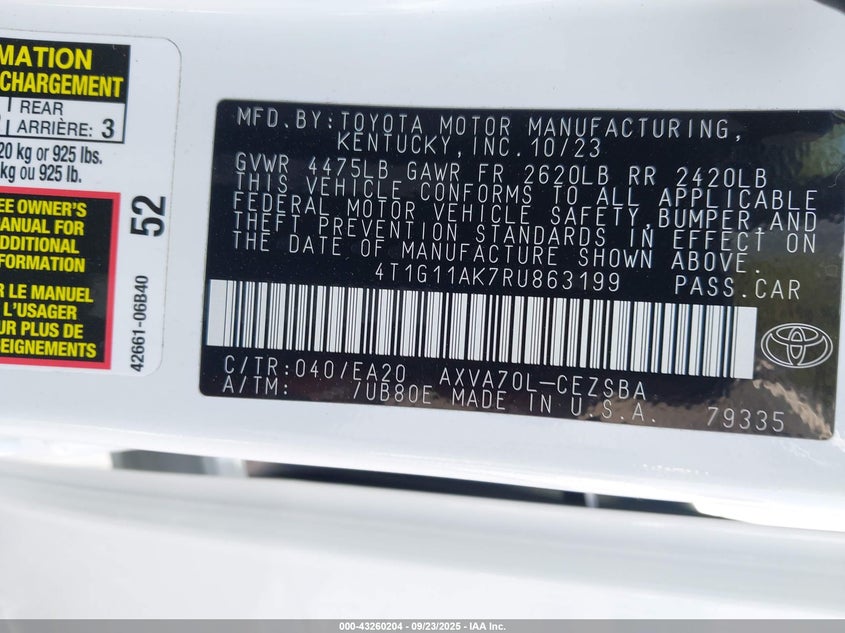 MATION
CHARGEMENT
REAR
ARRIÈRE: 3
20 kg or 925 lbs.
kg ou 925 lb.
EE OWNER'S
MANUAL FOR
ADDITIONAL
FORMATION
R LE MANUEL
L'USAGER
UR PLUS DE
SEIGNEMENTS
52
42661-06B40
MFD.BY:TOYOTA MOTOR MANUFACTURING,
KENTUCKY,INC.10/23
GVWR 4475LB GAWR FR 2620LB RR 2420LB
THIS VEHICLE CONFORMS TO ALL APPLICABLE
FEDERAL MOTOR VEHICLE SAFETY,BUMPER,AND
THEFT PREVENTION STANDARDS IN EFFECT ON
THE DATE OF MANUFACTURE SHOWN ABOVE.
4T1G11AK7RU863199 PASS.CAR
C/TR:040/EA20 AXVA70L-CEZSBA
A/TM: /UB80E MADE IN U.S.A.
79335
000-43260204 - 09/23/2025 - IAA Inc.